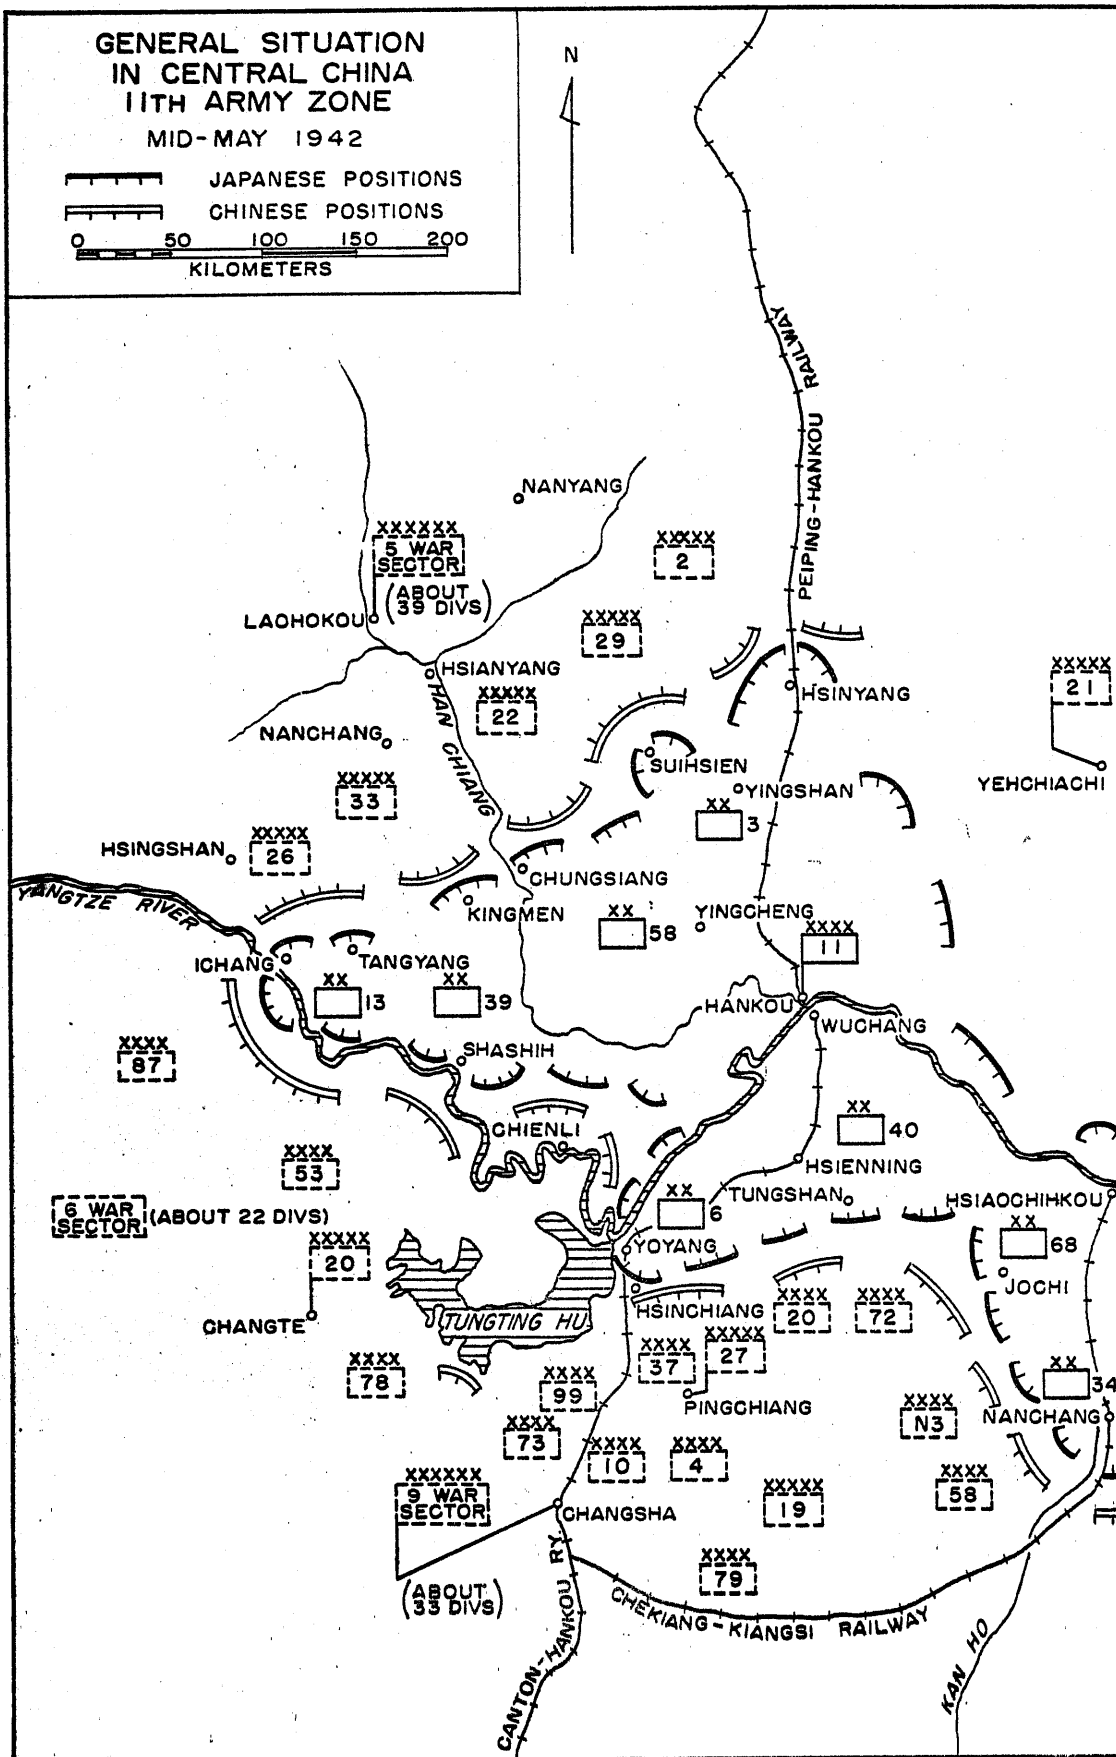 GENERAL SITUATION
IN CENTRAL CHINA
11TH ARMY ZONE
MID-MAY 1942
JAPANESE POSITIONS
CHINESE POSITIONS
0 50 100 150 200
KILOMETERS
N
PEIPING-HANKOU RAILWAY
NANYANG
XXXXXX
5 WAR
SECTOR
(ABOUT
39 DIVS)
XXXXX
2
LAOHOKOU
XXXXX
29
HSIANYANG
HAN CHIANG
XXXXX
22
HSINYANG
XXXXX
21
NANCHANG
SUIHSIEN
YEHCHIACHI
XXXXX
33
YINGSHAN
XX
3
HSINGSHAN
XXXXX
26
CHUNGSIANG
YANGTZE RIVER
KINGMEN
XX
58
YINGCHENG
XXXX
11
ICHANG
TANGYANG
XX
13
XX
39
HANKOU
WUCHANG
XXXX
87
SHASHIH
XX
40
CHIENLI
XXXX
53
HSIENNING
6 WAR
SECTOR
(ABOUT 22 DIVS)
XX
6
TUNGSHAN
HSIAOCHIHKOU
XXXXX
20
YOYANG
XX
68
JOCHI
CHANGTE
TUNGTING HU
HSINCHIANG
XXXX
20
XXXX
72
XXXX
78
XXXX
99
XXXX
37
XXXXX
27
PINGCHIANG
XX
34
XXXX
N3
NANCHANG
XXXX
73
XXXX
10
XXXX
4
XXXXXX
9 WAR
SECTOR
XXXXX
19
XXXX
58
CHANGSHA
(ABOUT
33 DIVS)
XXXX
79
CANTON-HANKOU RY.
CHEKIANG-KIANGSI RAILWAY
KAN HO